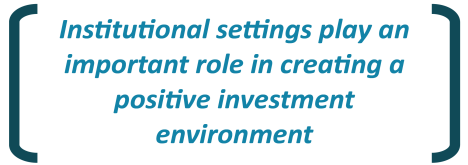 Institutional settings play an
important role in creating a
positive investment
environment